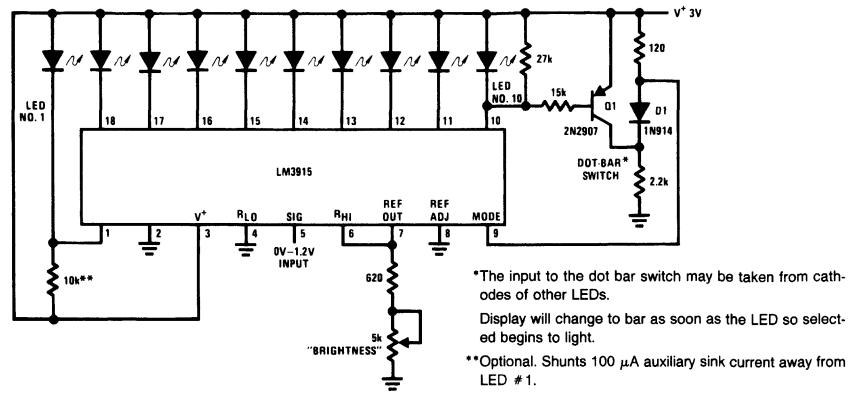 V+ 3V
120
27k
LED
NO. 1
LED
NO. 10
15k
Q1
2N2907
D1
1N914
18
17
16
15
14
13
12
11
10
DOT-BAR*
SWITCH
2.2k
LM3915
V+
RLO
SIG
RHI
REF
OUT
REF
ADJ
MODE
1
2
3
4
5
6
7
8
9
0V–1.2V
INPUT
10k**
620
5k
"BRIGHTNESS"
*The input to the dot bar switch may be taken from cath-
odes of other LEDs.
Display will change to bar as soon as the LED so select-
ed begins to light.
**Optional. Shunts 100 μA auxiliary sink current away from
LED #1.